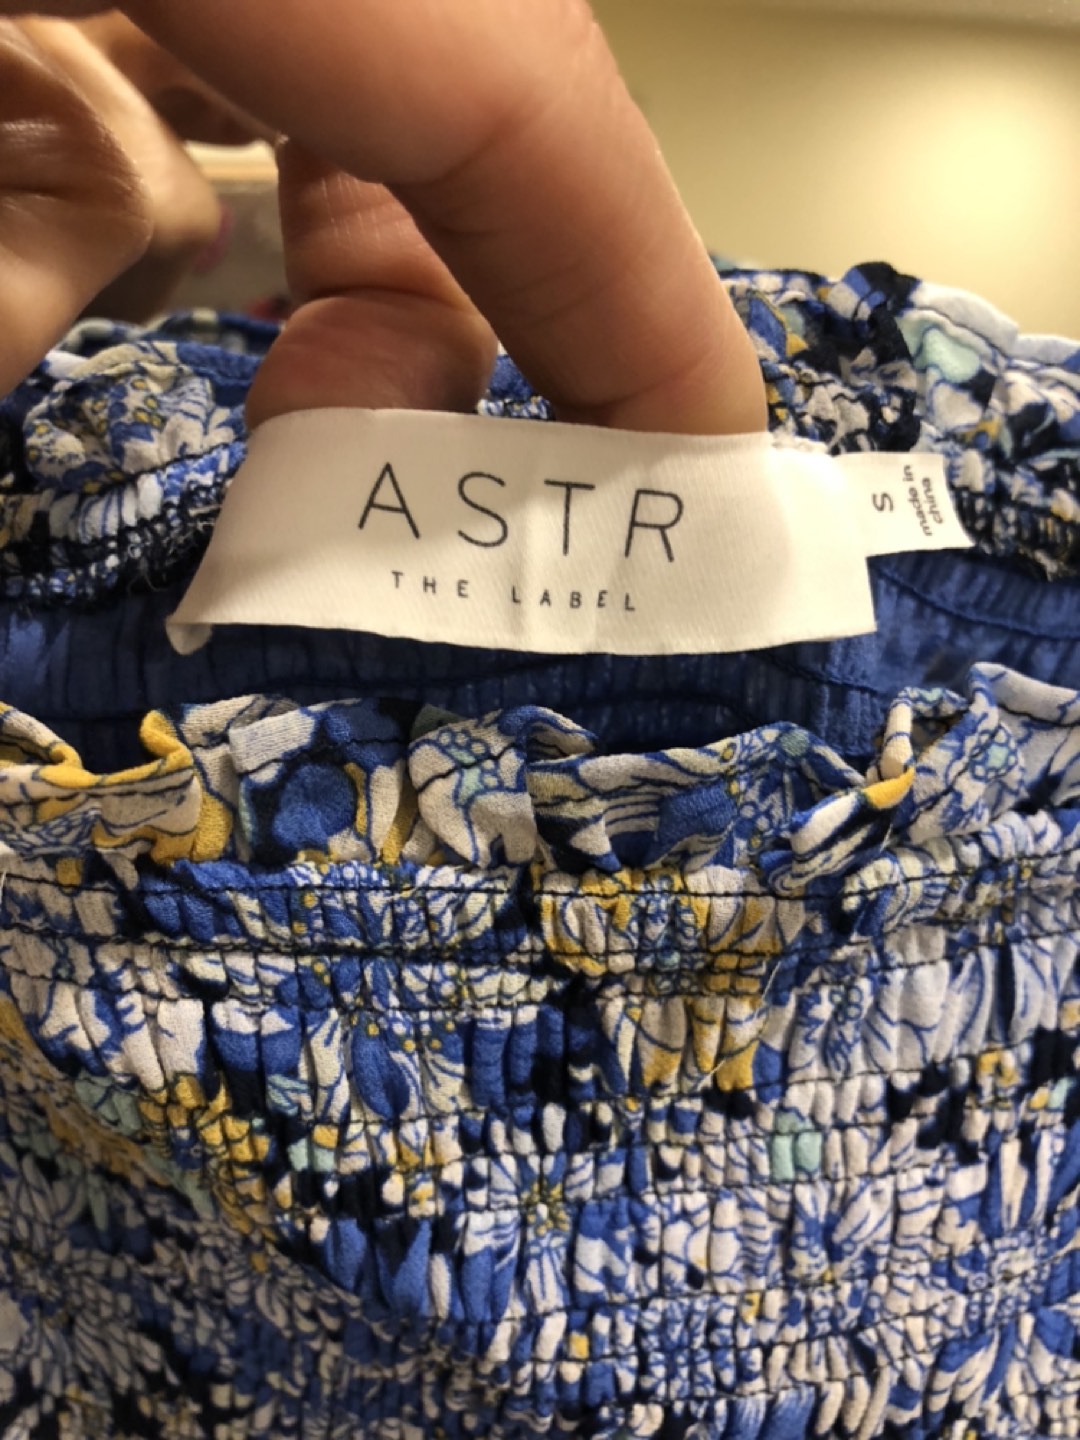 ASTR
THE LABEL
S
made in
china